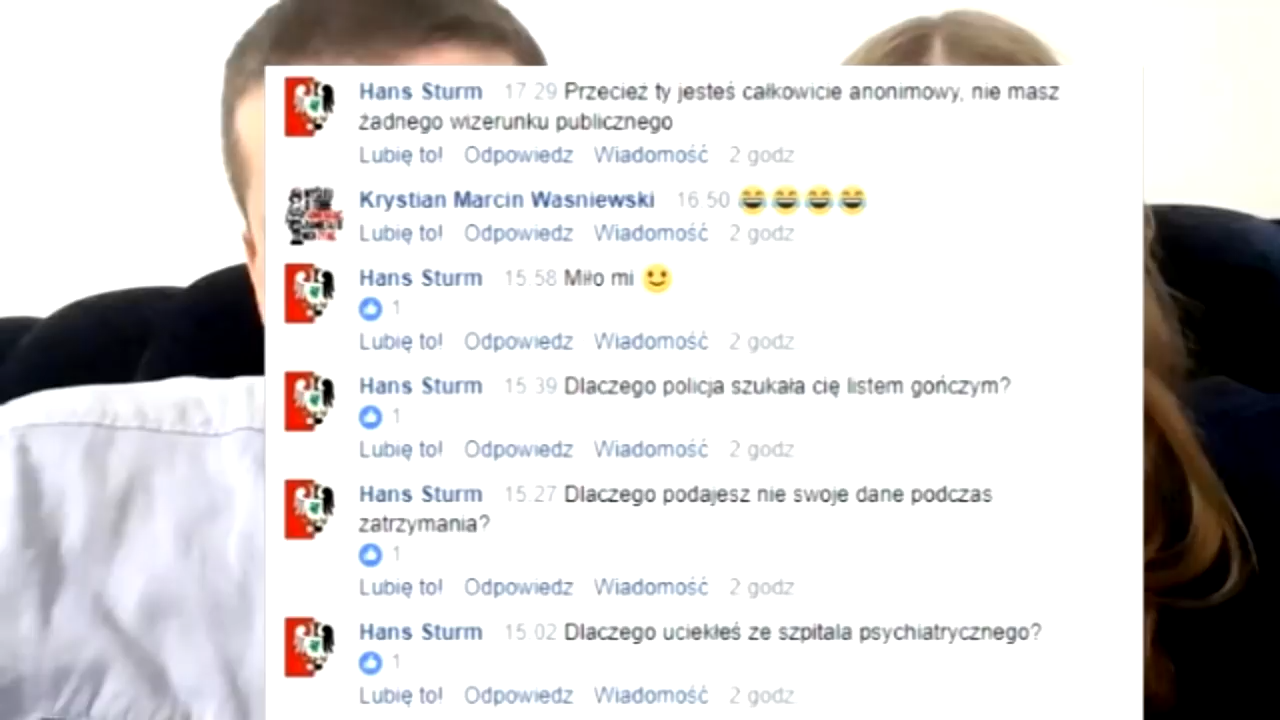 Hans Sturm 17:29 Przecież ty jesteś całkowicie anonimowy, nie masz
żadnego wizerunku publicznego
Lubię to! Odpowiedz Wiadomość 2 godz
Krystian Marcin Wasniewski 16:50 😂😂😂😂
Lubię to! Odpowiedz Wiadomość 2 godz
Hans Sturm 15:58 Miło mi 🙂
1
Lubię to! Odpowiedz Wiadomość 2 godz
Hans Sturm 15:39 Dlaczego policja szukała cię listem gończym?
1
Lubię to! Odpowiedz Wiadomość 2 godz
Hans Sturm 15:27 Dlaczego podajesz nie swoje dane podczas
zatrzymania?
1
Lubię to! Odpowiedz Wiadomość 2 godz
Hans Sturm 15:02 Dlaczego uciekłeś ze szpitala psychiatrycznego?
1
Lubię to! Odpowiedz Wiadomość 2 godz